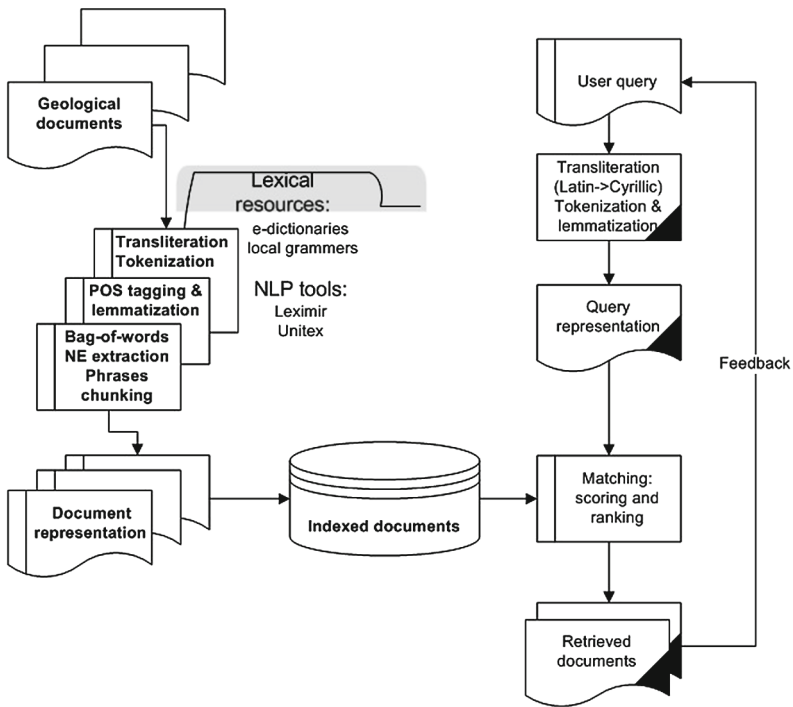 Geological
documents
Lexical
resources:
e-dictionaries
local grammers
NLP tools:
Leximir
Unitex
Transliteration
Tokenization
POS tagging &
lemmatization
Bag-of-words
NE extraction
Phrases
chunking
Document
representation
Indexed documents
User query
Transliteration
(Latin->Cyrillic)
Tokenization &
lemmatization
Query
representation
Feedback
Matching:
scoring and
ranking
Retrieved
documents